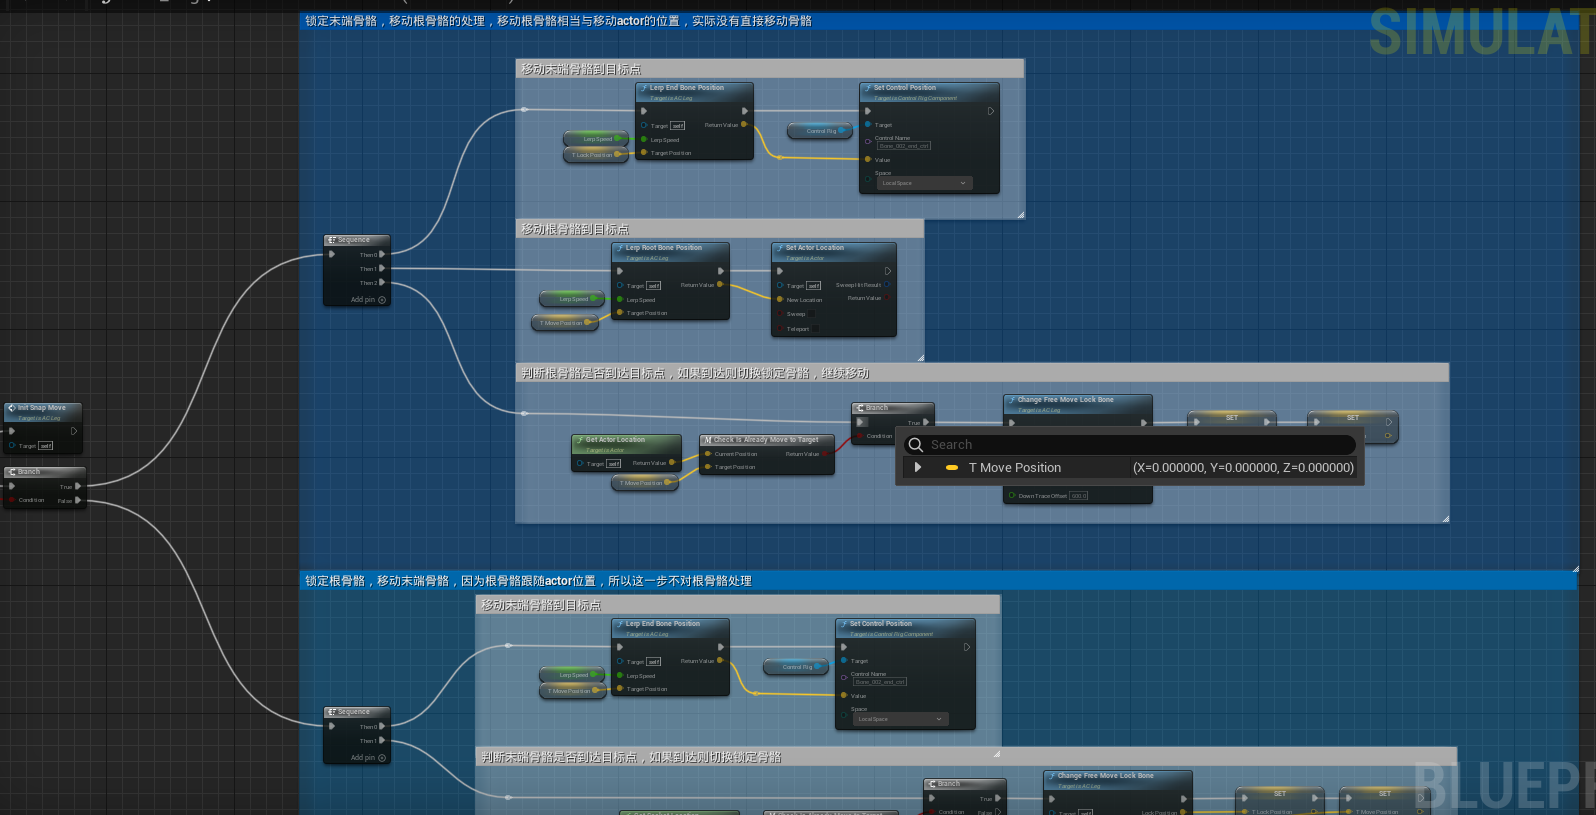 锁定末端骨骼，移动根骨骼的处理，移动根骨骼相当与移动actor的位置，实际没有直接移动骨骼
SIMULAT
移动末端骨骼到目标点
Lerp End Bone Position
Target is AC Leg
Target self
Return Value
Lerp Speed
Target Position
Lerp Speed
T Lock Position
Control Rig
Set Control Position
Target is Control Rig Component
Target
Control Name
Bone_002_end_ctrl
Value
Space
Local Space
移动根骨骼到目标点
Sequence
Then 0
Then 1
Then 2
Add pin
Lerp Root Bone Position
Target is AC Leg
Target self
Return Value
Lerp Speed
Target Position
Lerp Speed
T Move Position
Set Actor Location
Target is Actor
Target self
Sweep Hit Result
New Location
Return Value
Sweep
Teleport
判断根骨骼是否到达目标点，如果到达则切换锁定骨骼，继续移动
Init Snap Move
Target is AC Leg
Target self
Branch
True
Condition
False
Get Actor Location
Target is Actor
Target self
Return Value
T Move Position
Check Is Already Move to Target
Current Position
Return Value
Target Position
Branch
True
Condition
Change Free Move Lock Bone
Target is AC Leg
SET
SET
Search
T Move Position
(X=0.000000, Y=0.000000, Z=0.000000)
Down Trace Offset 500.0
锁定根骨骼，移动末端骨骼，因为根骨骼跟随actor位置，所以这一步不对根骨骼处理
移动末端骨骼到目标点
Lerp End Bone Position
Target is AC Leg
Target self
Return Value
Lerp Speed
Target Position
Lerp Speed
T Move Position
Control Rig
Set Control Position
Target is Control Rig Component
Target
Control Name
Bone_002_end_ctrl
Value
Space
Local Space
Sequence
Then 0
Then 1
Add pin
判断末端骨骼是否到达目标点，如果到达则切换锁定骨骼
Branch
True
Condition
False
Change Free Move Lock Bone
Target is AC Leg
Target self
Lock Position
SET
T Lock Position
SET
T Move Position
BLUEPR